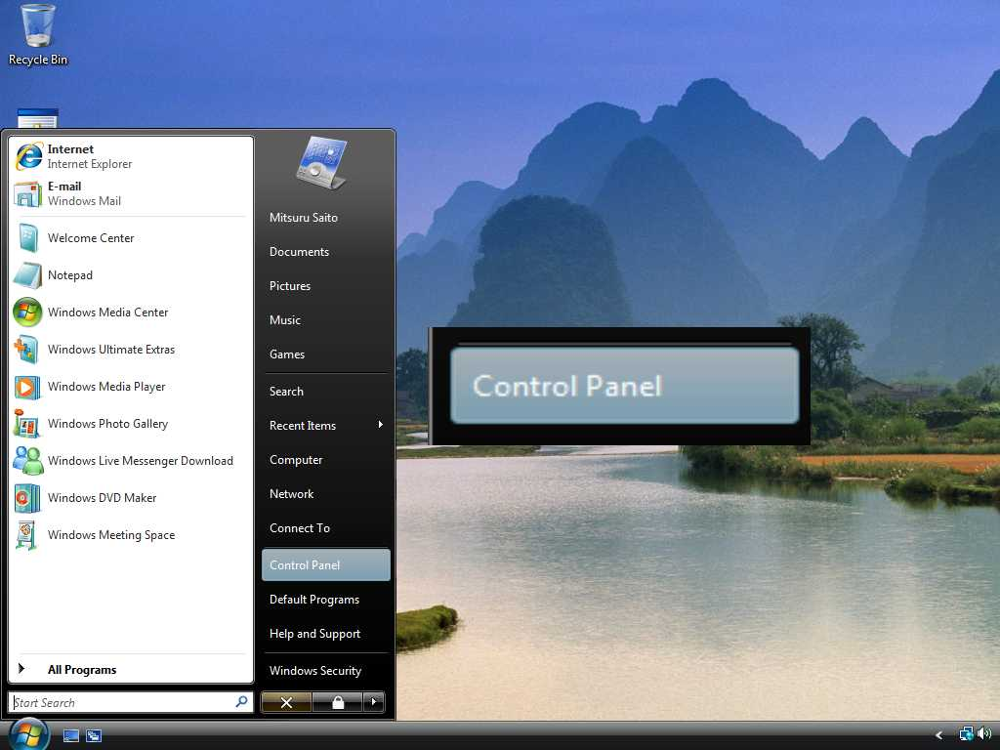 Recycle Bin
Internet
Internet Explorer
E-mail
Windows Mail
Welcome Center
Notepad
Windows Media Center
Windows Ultimate Extras
Windows Media Player
Windows Photo Gallery
Windows Live Messenger Download
Windows DVD Maker
Windows Meeting Space
All Programs
Start Search
Mitsuru Saito
Documents
Pictures
Music
Games
Search
Recent Items
Computer
Network
Connect To
Control Panel
Default Programs
Help and Support
Windows Security
Control Panel